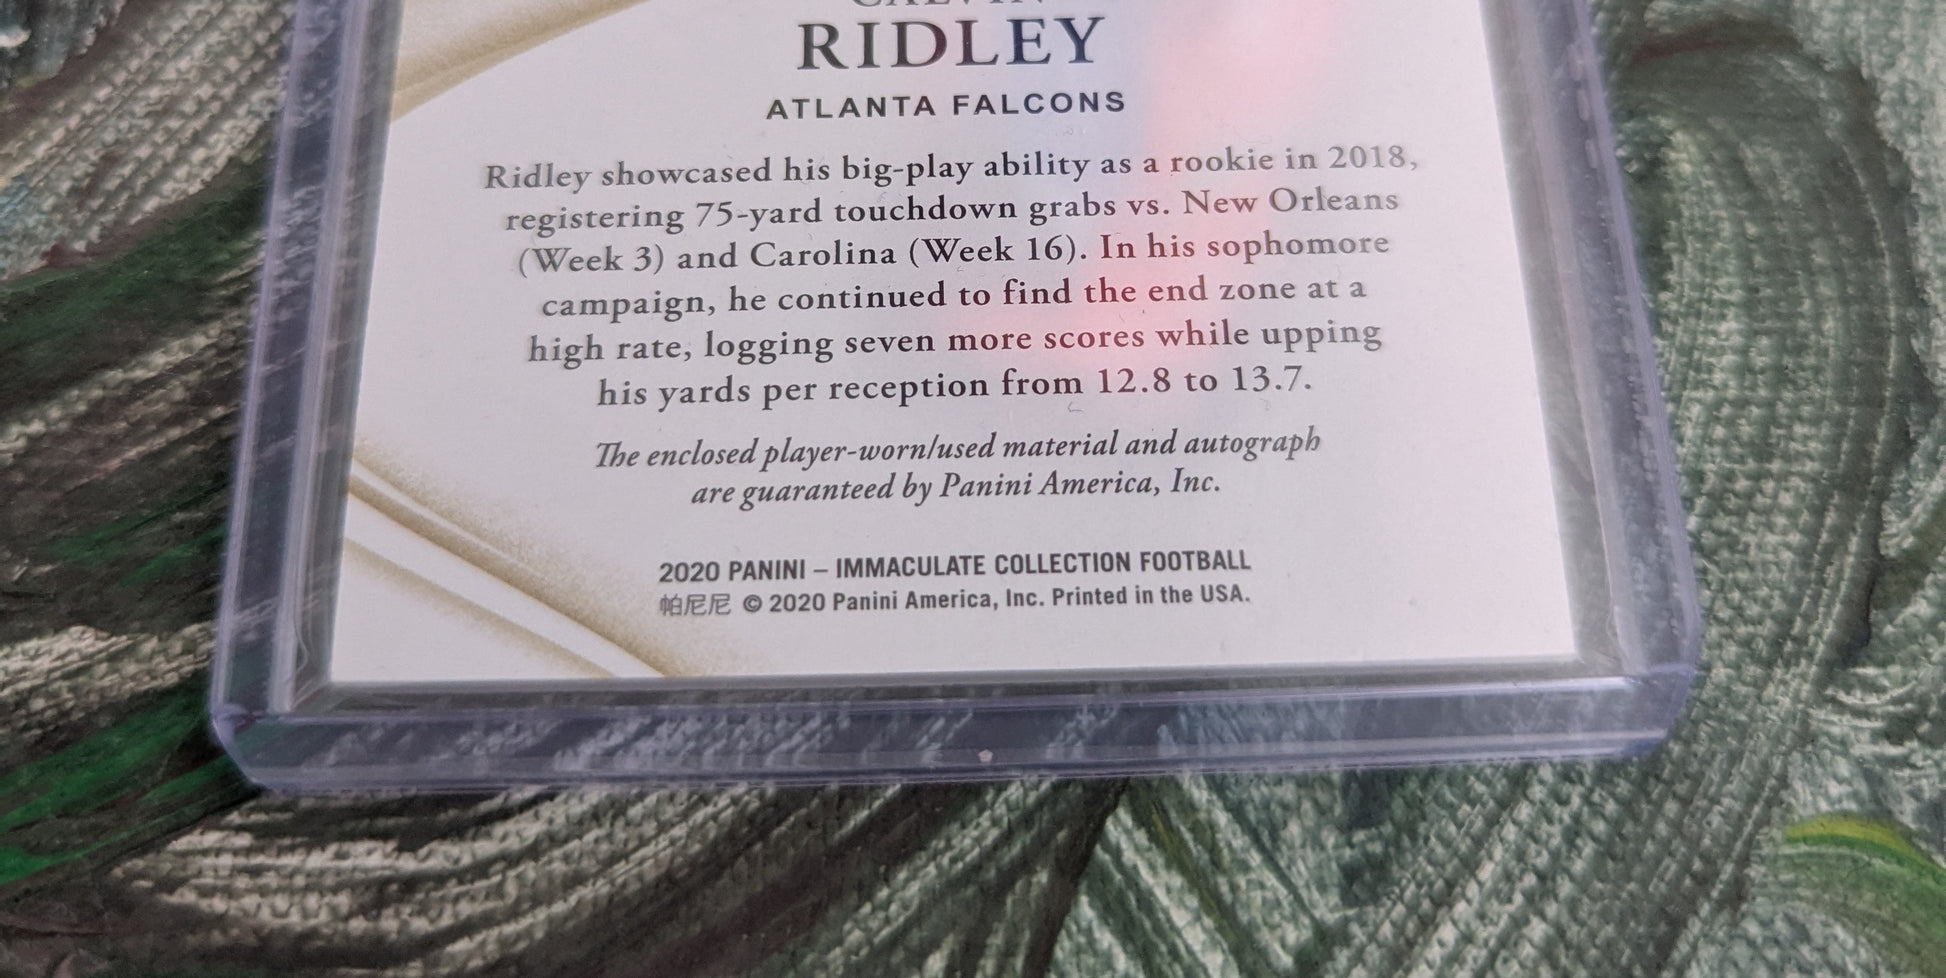 CALVIN
RIDLEY
ATLANTA FALCONS
Ridley showcased his big-play ability as a rookie in 2018,
registering 75-yard touchdown grabs vs. New Orleans
(Week 3) and Carolina (Week 16). In his sophomore
campaign, he continued to find the end zone at a
high rate, logging seven more scores while upping
his yards per reception from 12.8 to 13.7.
The enclosed player-worn/used material and autograph
are guaranteed by Panini America, Inc.
2020 PANINI – IMMACULATE COLLECTION FOOTBALL
帕尼尼 © 2020 Panini America, Inc. Printed in the USA.